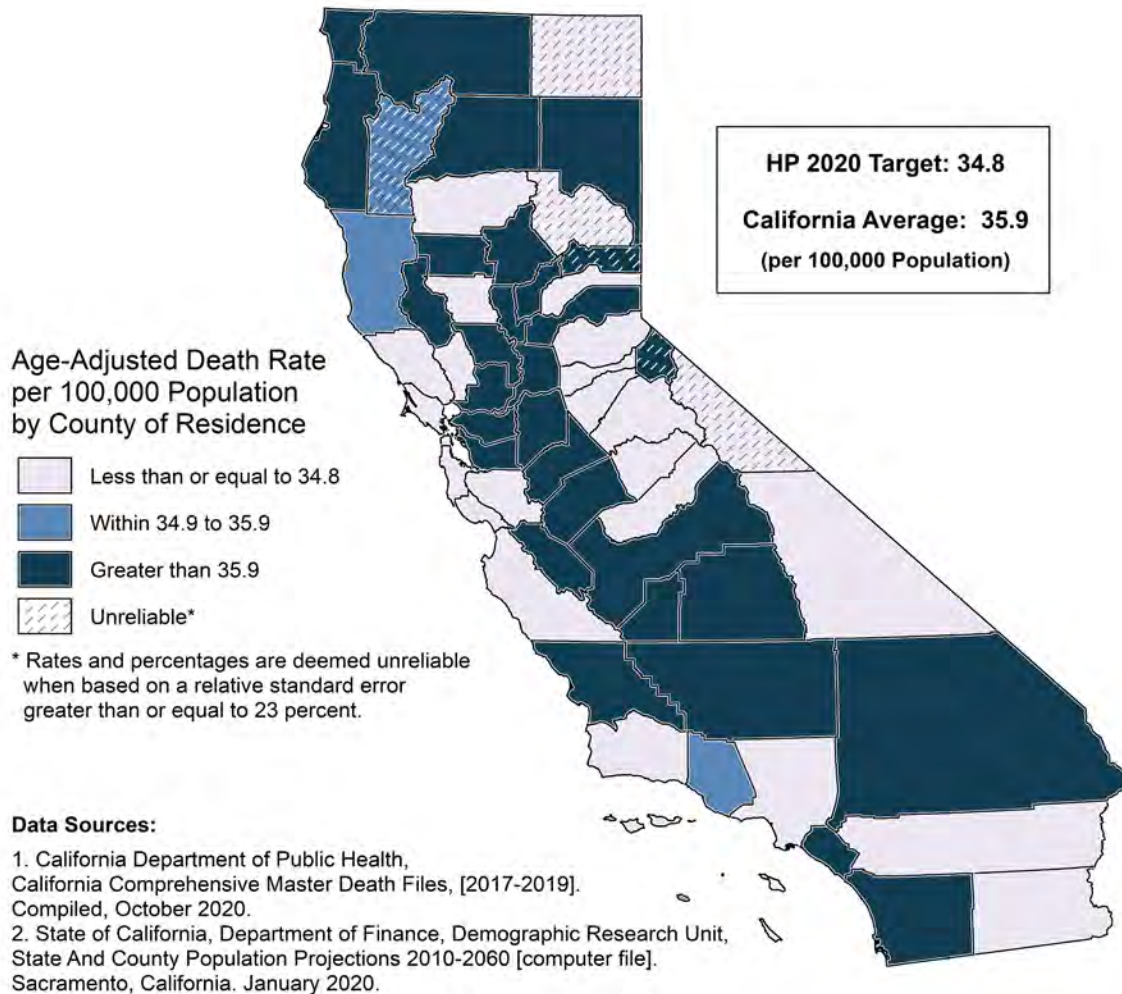 HP 2020 Target: 34.8
California Average: 35.9
(per 100,000 Population)
Age-Adjusted Death Rate
per 100,000 Population
by County of Residence
Less than or equal to 34.8
Within 34.9 to 35.9
Greater than 35.9
Unreliable*
* Rates and percentages are deemed unreliable
when based on a relative standard error
greater than or equal to 23 percent.
Data Sources:
1. California Department of Public Health,
California Comprehensive Master Death Files, [2017-2019].
Compiled, October 2020.
2. State of California, Department of Finance, Demographic Research Unit,
State And County Population Projections 2010-2060 [computer file].
Sacramento, California. January 2020.